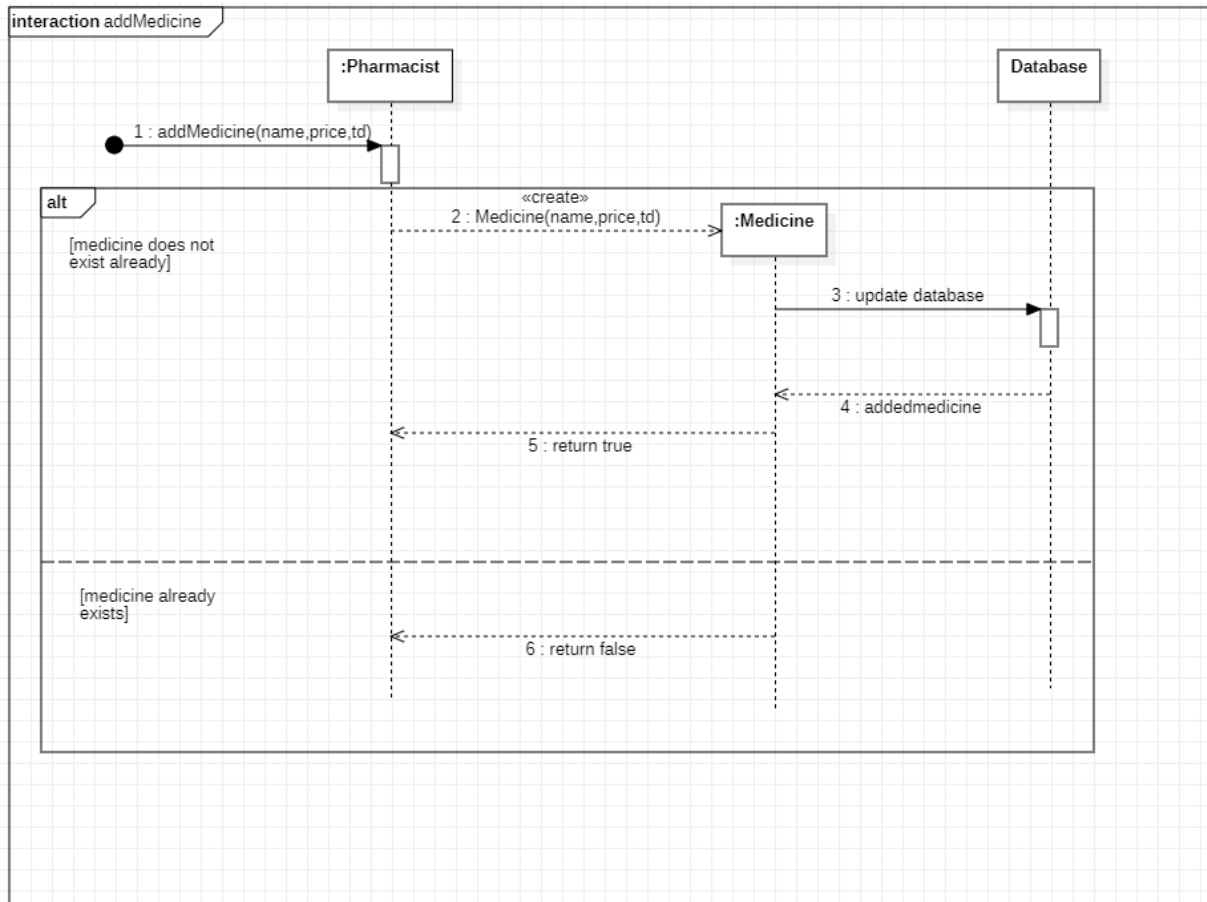 interaction addMedicine
:Pharmacist
Database
1 : addMedicine(name,price,td)
alt
«create»
2 : Medicine(name,price,td)
:Medicine
[medicine does not
exist already]
3 : update database
4 : addedmedicine
5 : return true
[medicine already
exists]
6 : return false